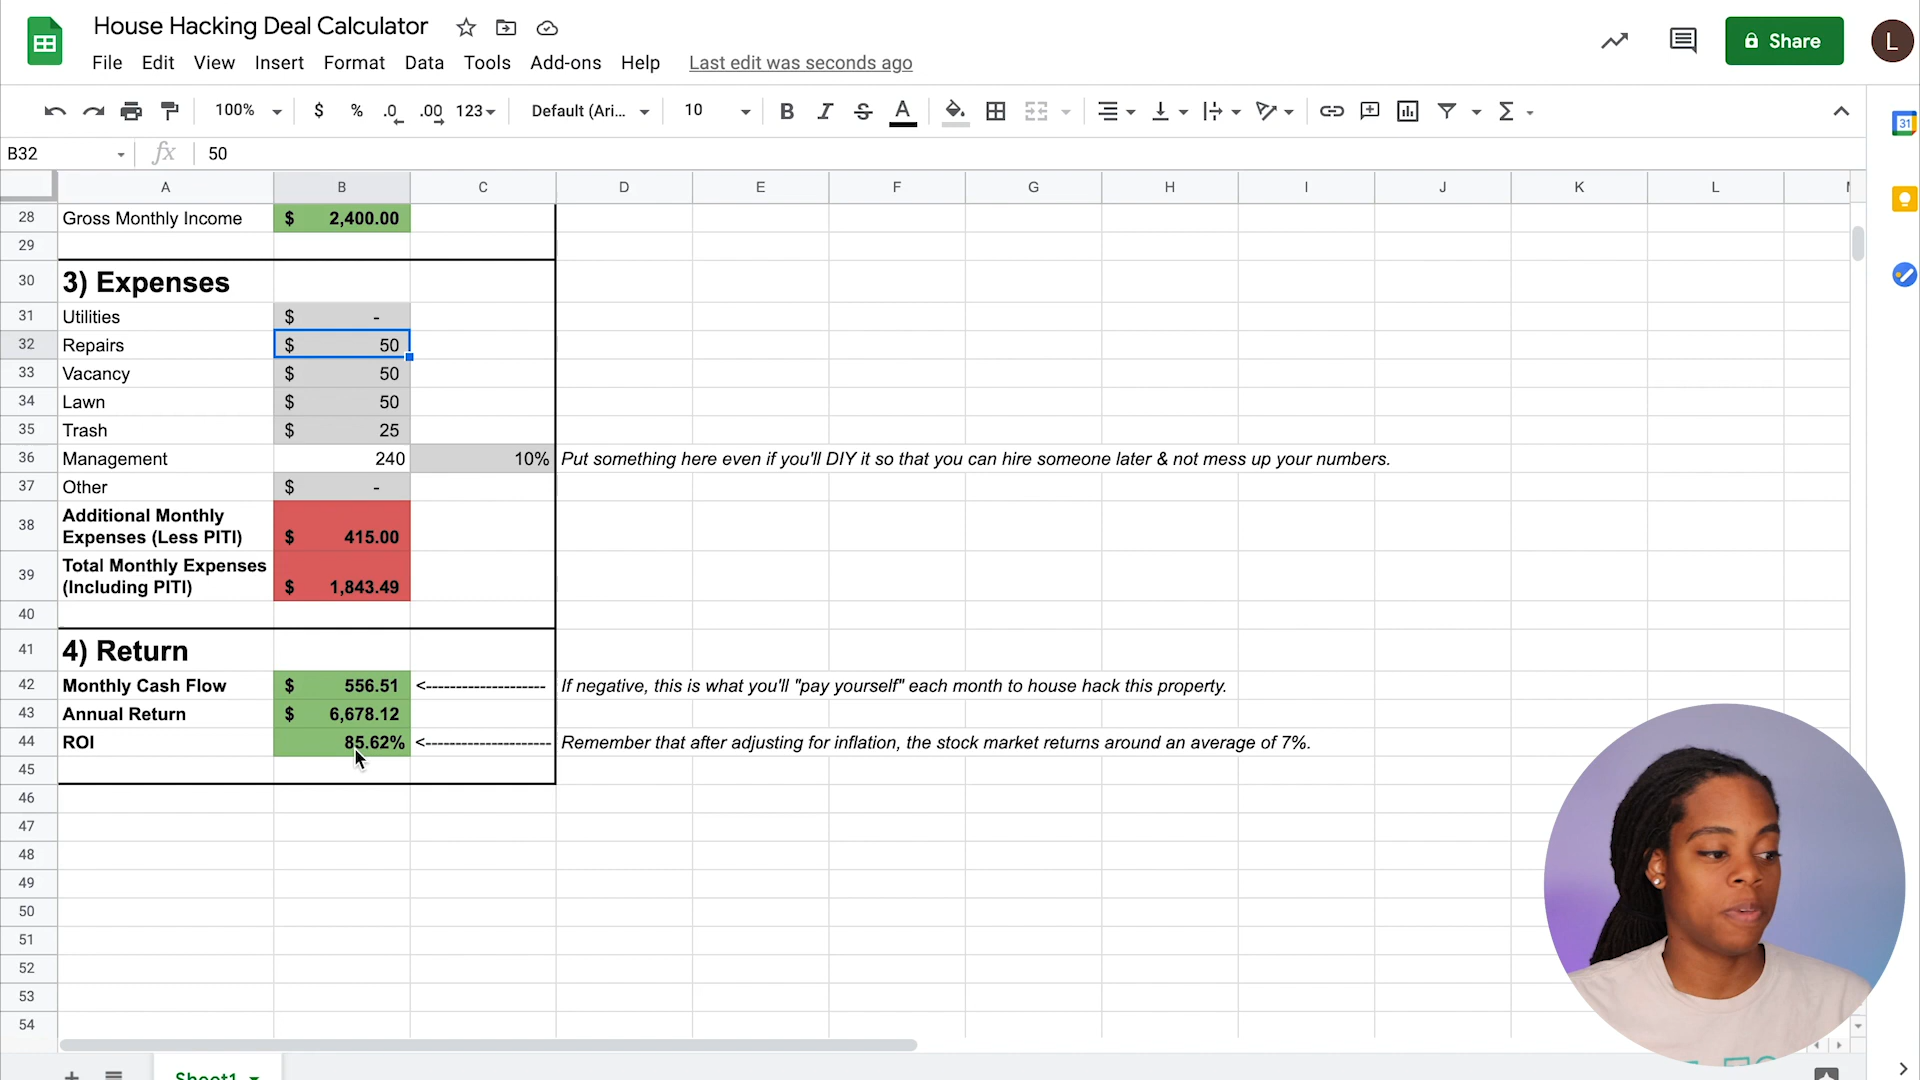 House Hacking Deal Calculator
File Edit View Insert Format Data Tools Add-ons Help Last edit was seconds ago
Share
L
100% $ % .0 .00 123 Default (Ari... 10 B I S A Σ
31
B32 fx 50
A B C D E F G H I J K L
28 Gross Monthly Income $ 2,400.00
29
30 3) Expenses
31 Utilities $ -
32 Repairs $ 50
33 Vacancy $ 50
34 Lawn $ 50
35 Trash $ 25
36 Management 240 10% Put something here even if you'll DIY it so that you can hire someone later & not mess up your numbers.
37 Other $ -
38 Additional Monthly
Expenses (Less PITI) $ 415.00
39 Total Monthly Expenses
(Including PITI) $ 1,843.49
40
41 4) Return
42 Monthly Cash Flow $ 556.51 <-------------------- If negative, this is what you'll "pay yourself" each month to house hack this property.
43 Annual Return $ 6,678.12
44 ROI 85.62% <--------------------- Remember that after adjusting for inflation, the stock market returns around an average of 7%.
45
46
47
48
49
50
51
52
53
54
Sheet1